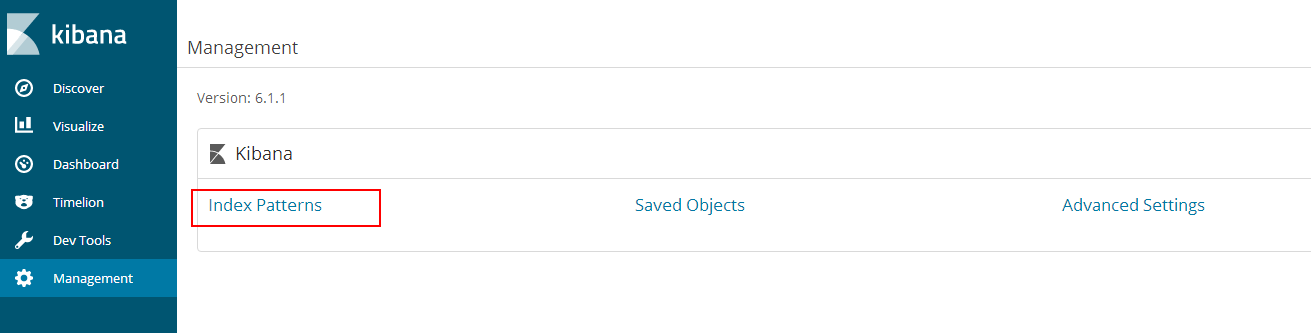 kibana
Discover
Visualize
Dashboard
Timelion
Dev Tools
Management
Management
Version: 6.1.1
Kibana
Index Patterns
Saved Objects
Advanced Settings